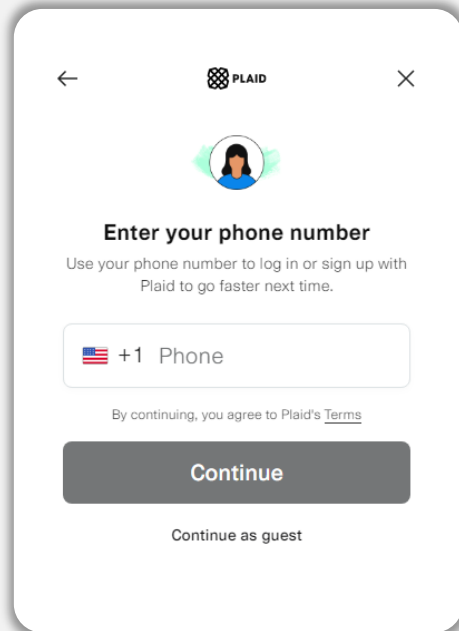 PLAID
Enter your phone number
Use your phone number to log in or sign up with
Plaid to go faster next time.
+1 Phone
By continuing, you agree to Plaid's Terms
Continue
Continue as guest